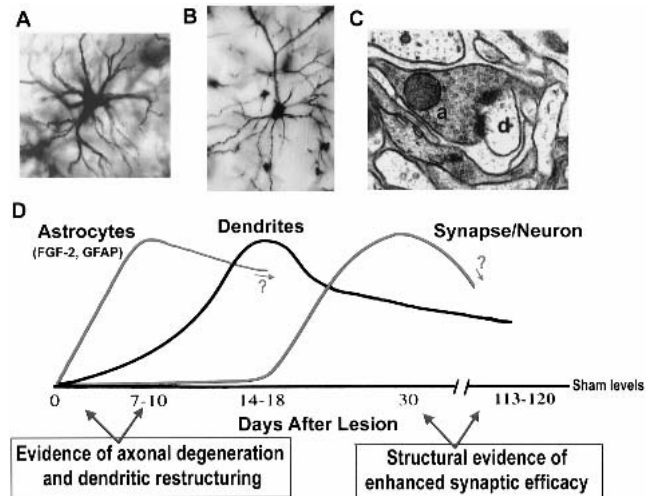 A
B
C
a
d
D
Astrocytes
(FGF-2, GFAP)
Dendrites
Synapse/Neuron
?
?
Sham levels
0
7-10
14-18
30
113-120
Days After Lesion
Evidence of axonal degeneration
and dendritic restructuring
Structural evidence of
enhanced synaptic efficacy